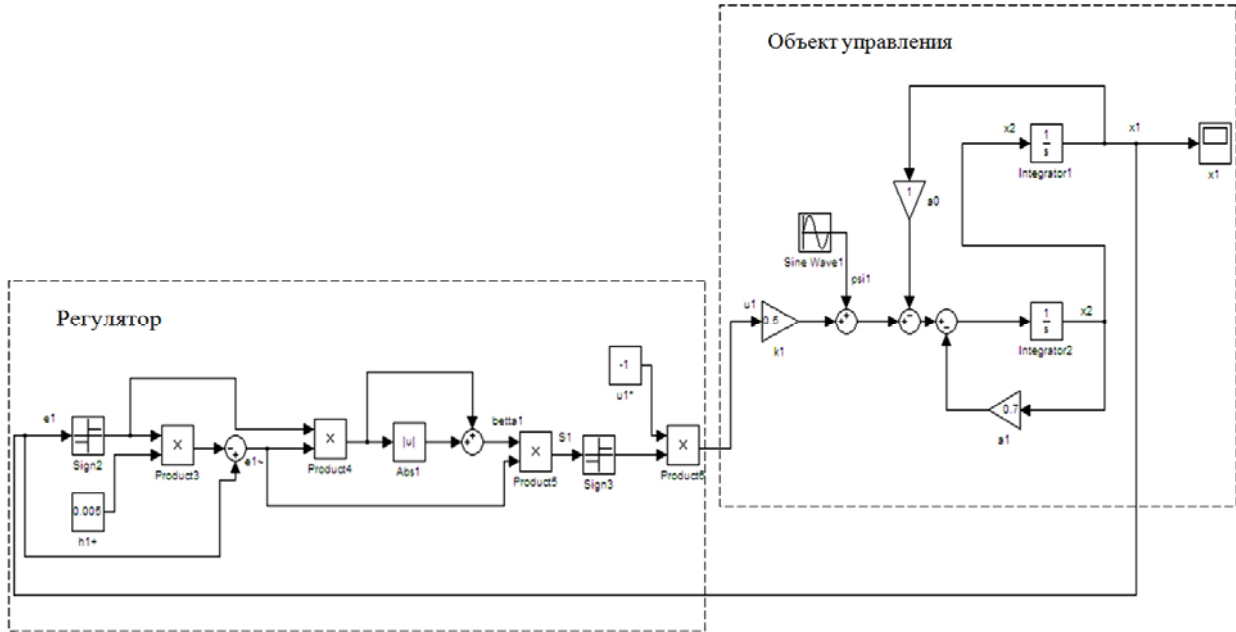 Объект управления
x2
1
s
Integrator1
x1
x1
1
a0
Sine Wave1
psi1
u1
0.5
k1
1
s
Integrator2
x2
0.7
a1
Регулятор
-1
u1*
e1
Sign2
×
Product3
0.005
h1+
e1~
×
Product4
|u|
Abs1
betta1
×
Product5
S1
Sign3
×
Product6